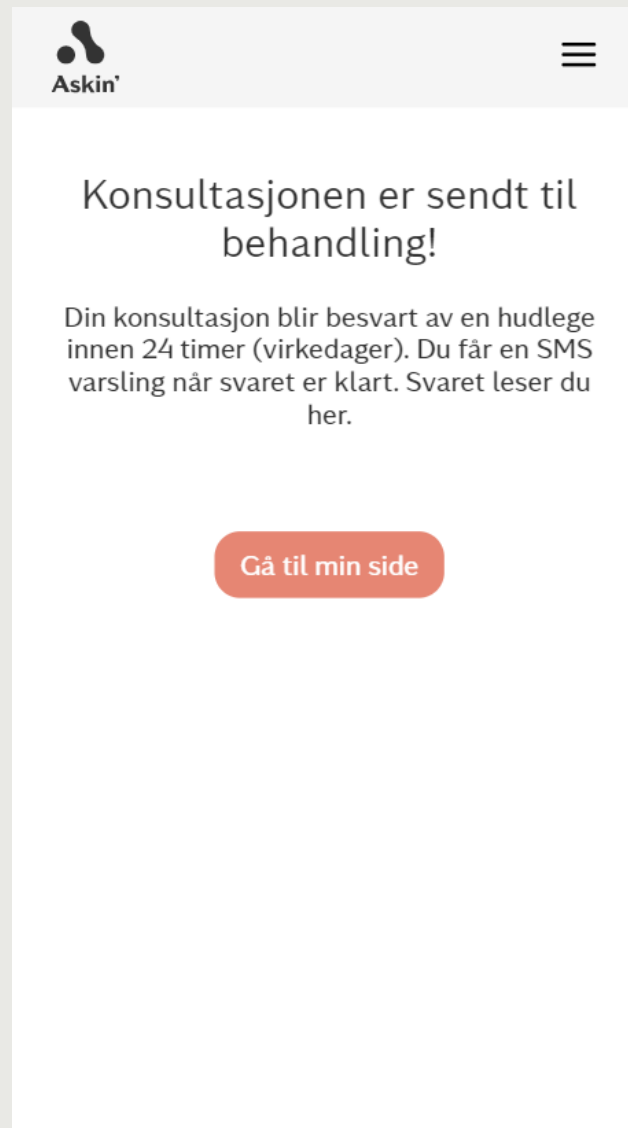 Askin'
Konsultasjonen er sendt til
behandling!
Din konsultasjon blir besvart av en hudlege
innen 24 timer (virkedager). Du får en SMS
varsling når svaret er klart. Svaret leser du
her.
Gå til min side